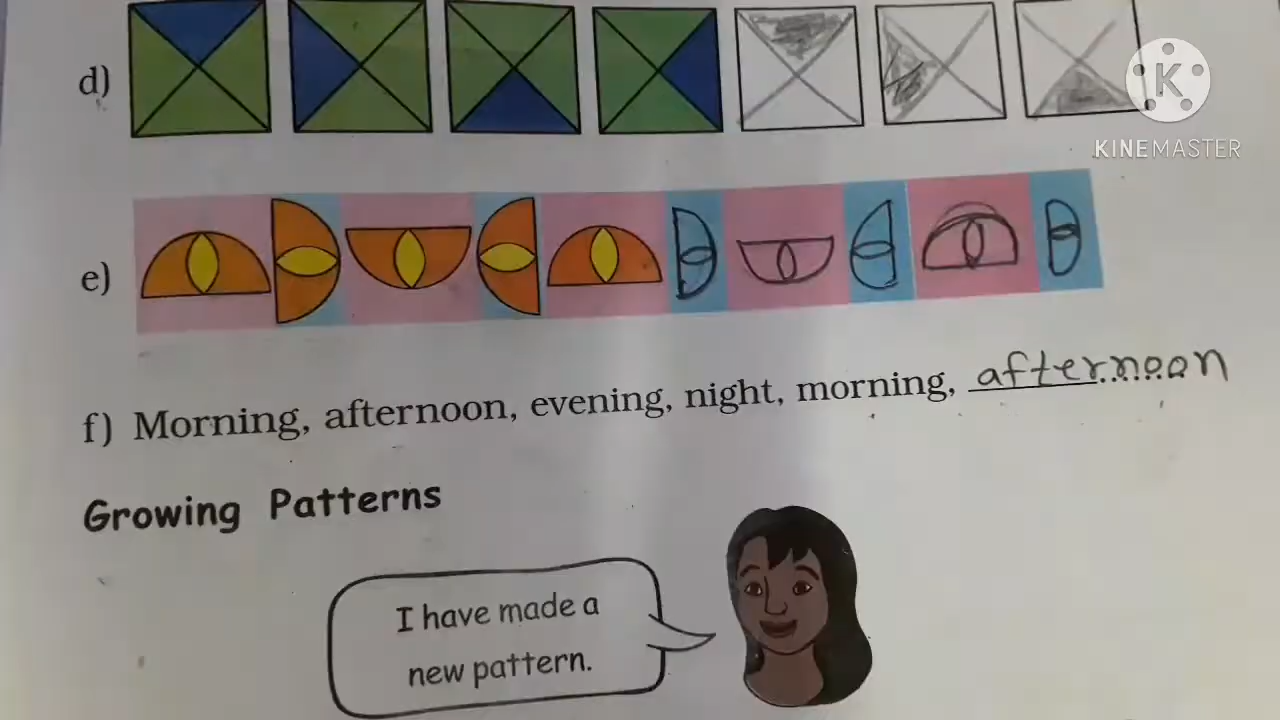 d)
K
KINEMASTER
e)
f) Morning, afternoon, evening, night, morning, afternoon
Growing Patterns
I have made a
new pattern.